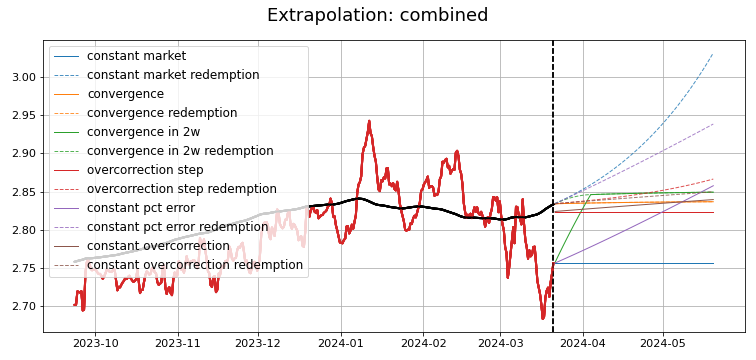 Extrapolation: combined
constant market
constant market redemption
convergence
convergence redemption
convergence in 2w
convergence in 2w redemption
overcorrection step
overcorrection step redemption
constant pct error
constant pct error redemption
constant overcorrection
constant overcorrection redemption
3.00
2.95
2.90
2.85
2.80
2.75
2.70
2023-10 2023-11 2023-12 2024-01 2024-02 2024-03 2024-04 2024-05